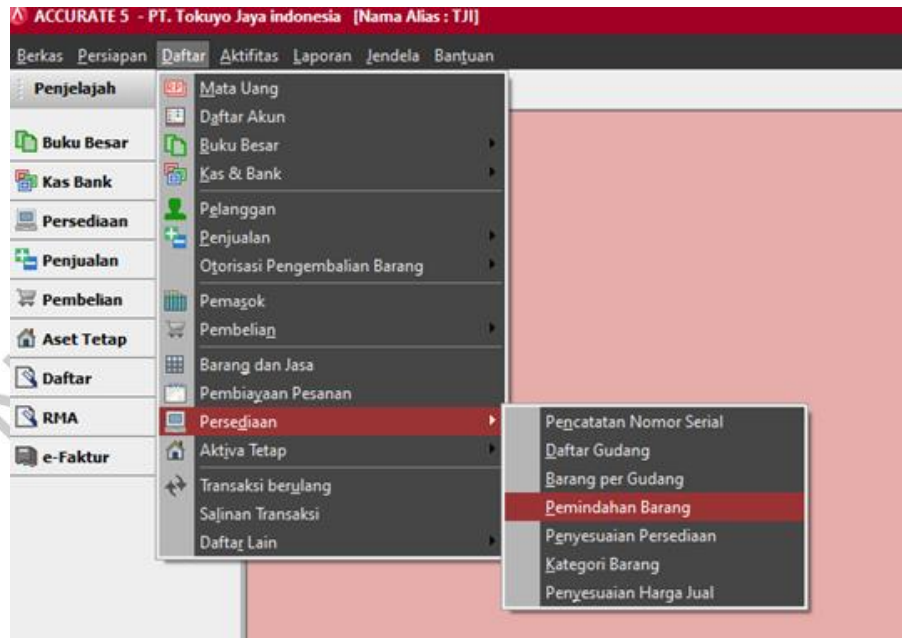 ACCURATE 5 - PT. Tokuyo Jaya indonesia [Nama Alias : TJI]
Berkas Persiapan Daftar Aktifitas Laporan Jendela Bantuan
Penjelajah
Buku Besar
Kas Bank
Persediaan
Penjualan
Pembelian
Aset Tetap
Daftar
RMA
e-Faktur
Mata Uang
Daftar Akun
Buku Besar
Kas & Bank
Pelanggan
Penjualan
Otorisasi Pengembalian Barang
Pemasok
Pembelian
Barang dan Jasa
Pembiayaan Pesanan
Persediaan
Aktiva Tetap
Transaksi berulang
Salinan Transaksi
Daftar Lain
Pencatatan Nomor Serial
Daftar Gudang
Barang per Gudang
Pemindahan Barang
Penyesuaian Persediaan
Kategori Barang
Penyesuaian Harga Jual